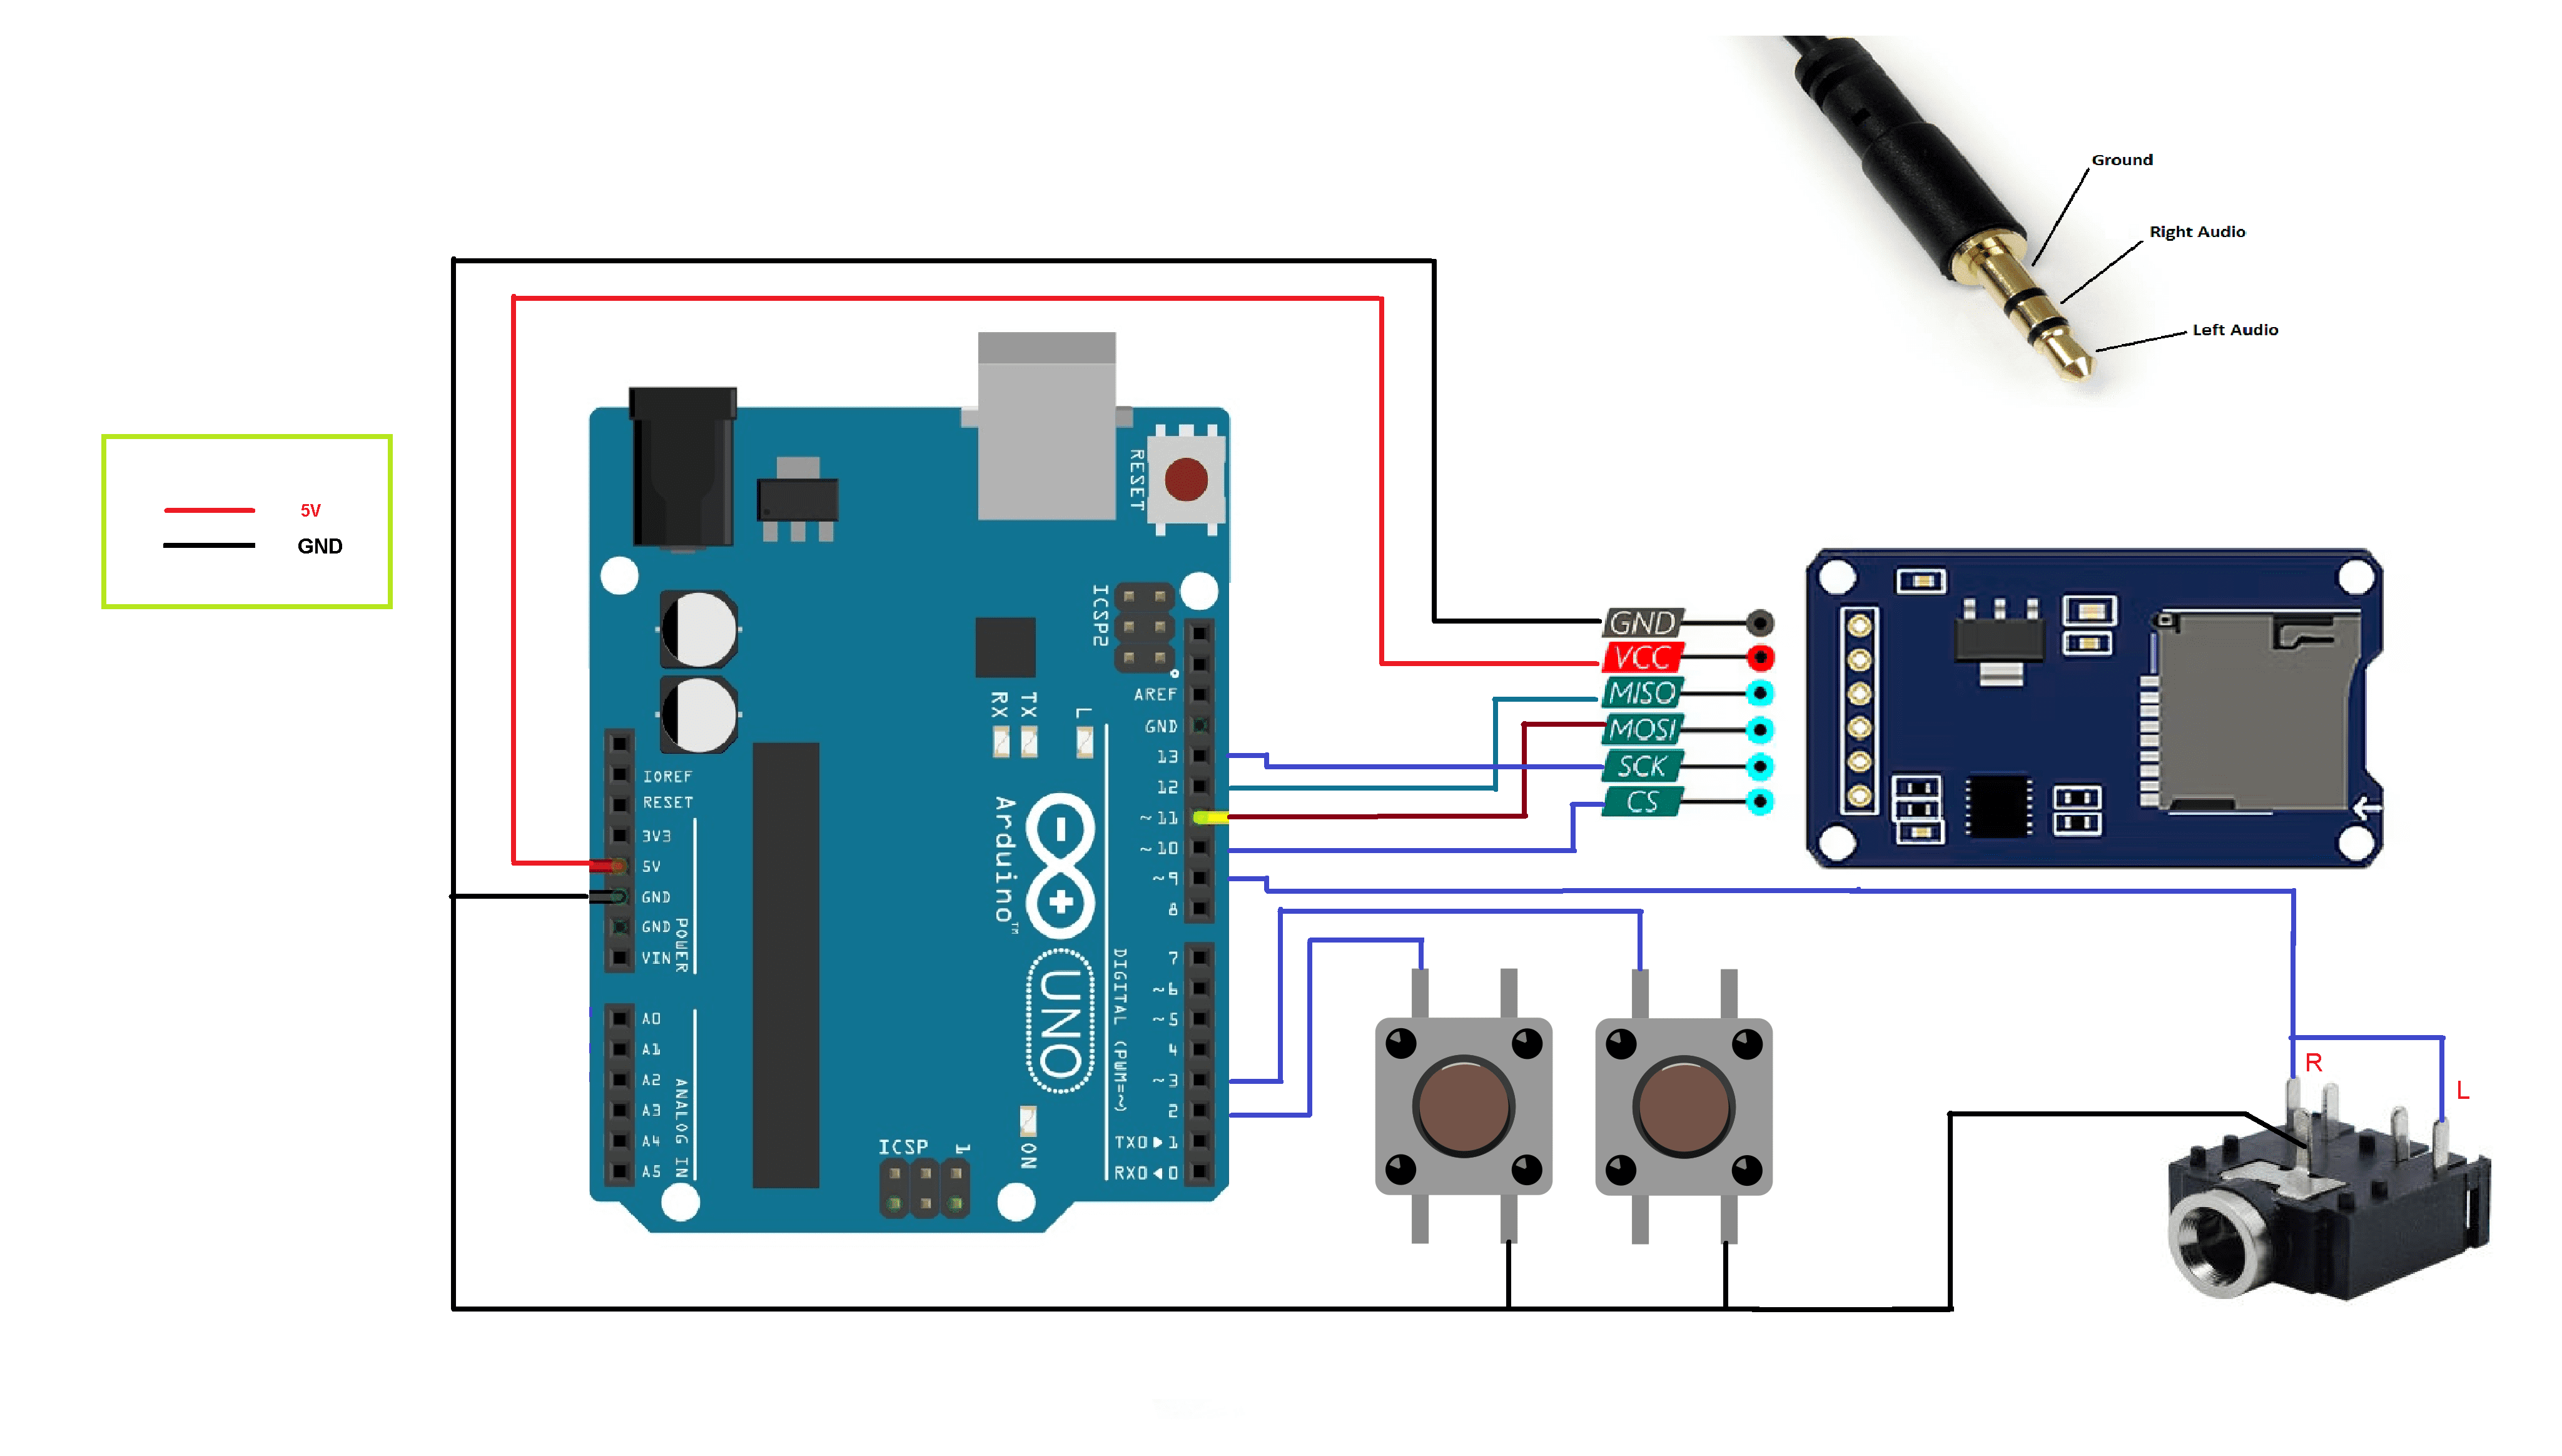 Ground
Right Audio
Left Audio
5V
GND
RESET
ICSP2
RX
TX
L
AREF
GND
13
12
~11
~10
~9
8
7
~6
~5
4
~3
2
TX0▶1
RX0◀0
DIGITAL (PWM=~)
Arduino™
UNO
IOREF
RESET
3V3
5V
GND
GND
VIN
POWER
A0
A1
A2
A3
A4
A5
ANALOG IN
ICSP
1
ON
GND
VCC
MISO
MOSI
SCK
CS
R
L